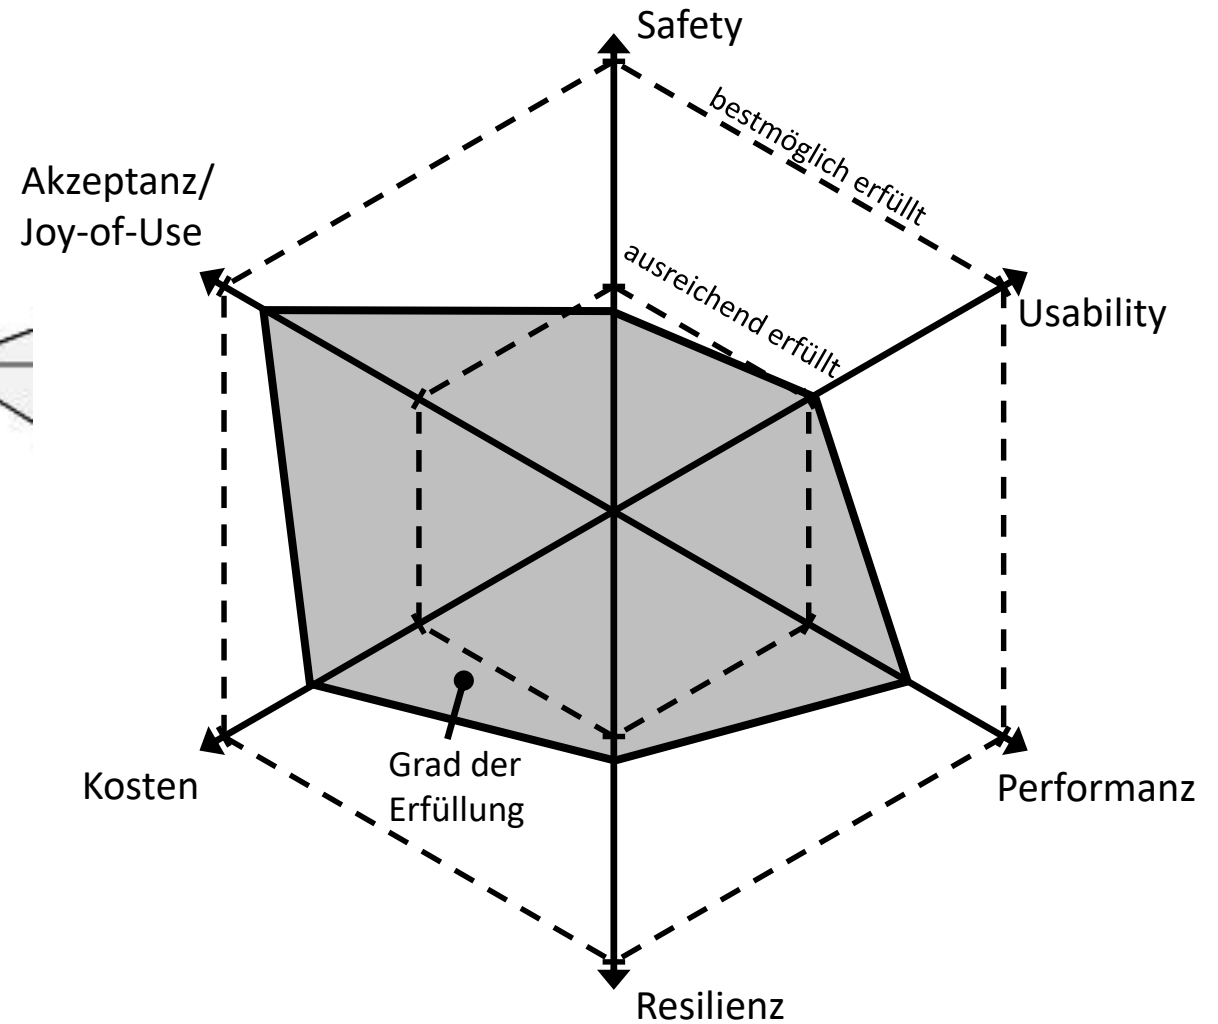 Safety
bestmöglich erfüllt
Akzeptanz/
Joy-of-Use
ausreichend erfüllt
Usability
Grad der
Erfüllung
Kosten
Performanz
Resilienz